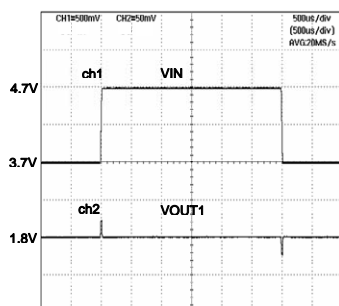 CH1=500mV CH2=50mV 500us/div
(500us/div)
AVG:20MS/s
ch1 VIN
4.7V
3.7V
ch2 VOUT1
1.8V